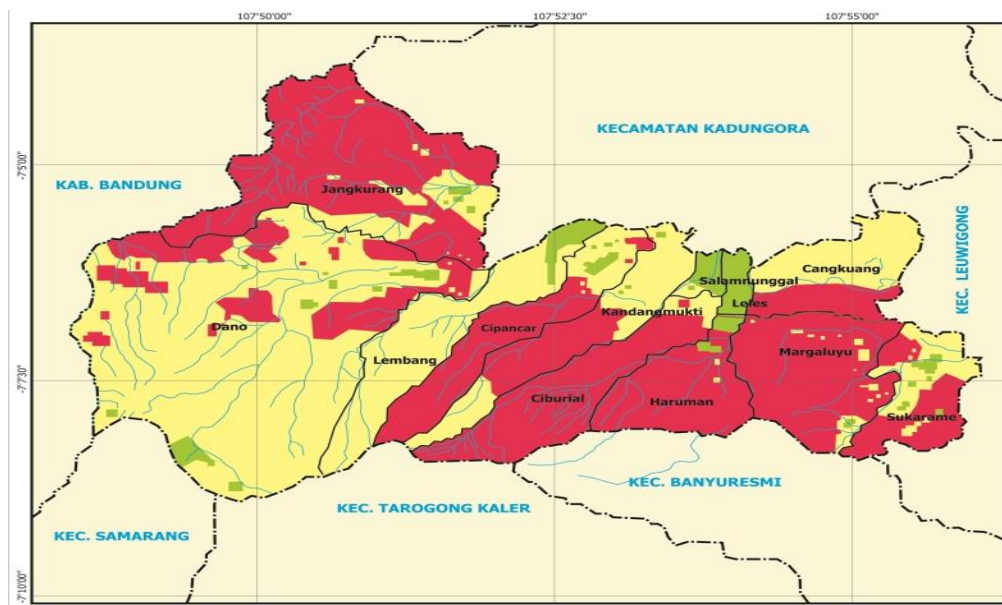 107°50'00"
107°52'30"
107°55'00"
-7°5'00"
KECAMATAN KADUNGORA
KAB. BANDUNG
Jangkurang
KEC. LEUWIGONG
Cangkuang
Salamnunggal
Leles
Kandangmukti
Cipancar
Dano
Lembang
Margaluyu
-7°7'30"
Ciburial
Haruman
Sukarame
KEC. BANYURESMI
KEC. TAROGONG KALER
KEC. SAMARANG
-7°10'00"